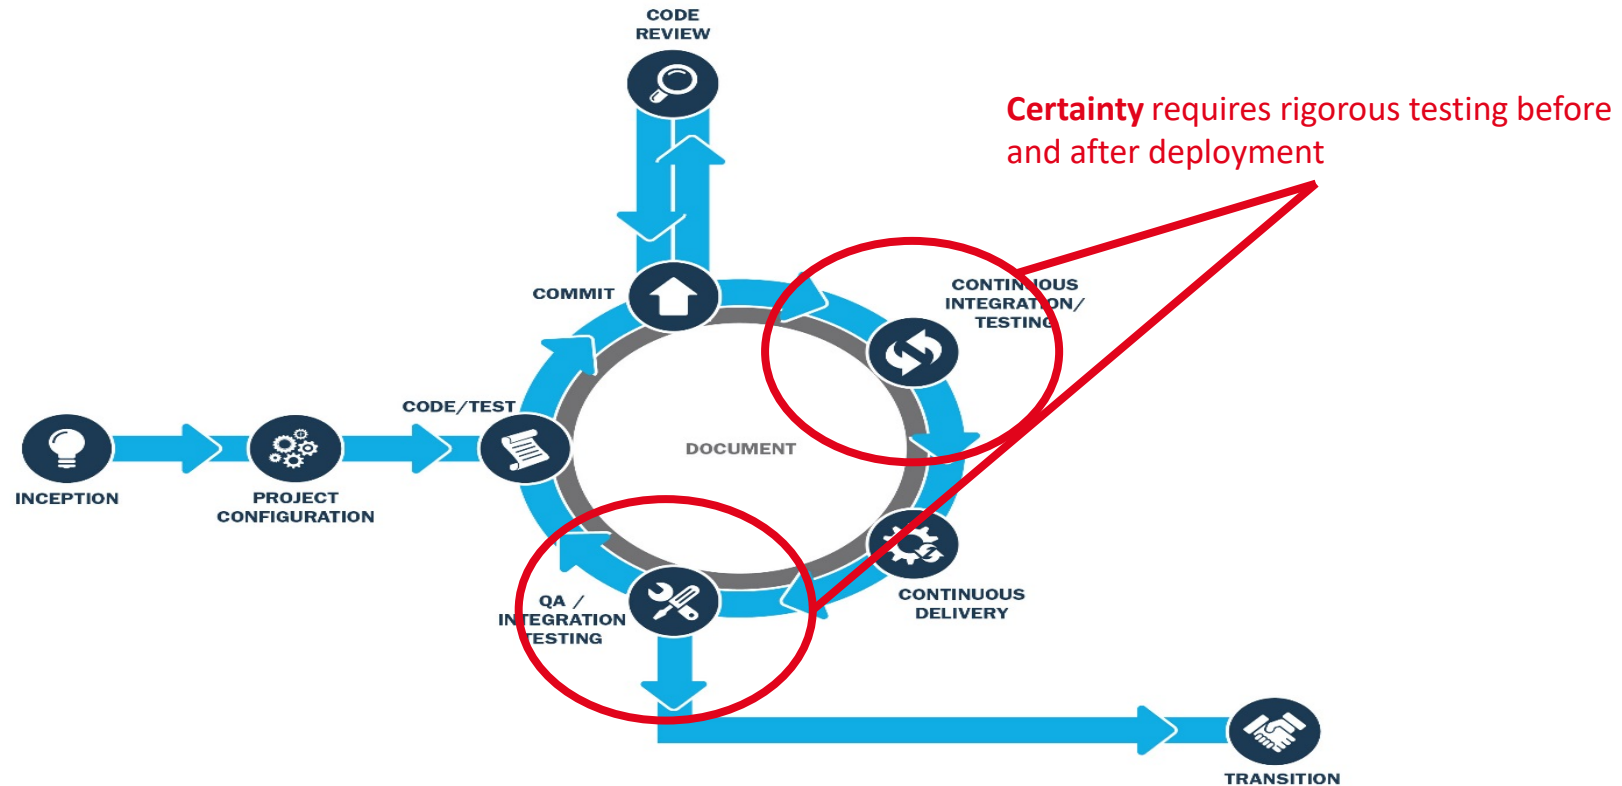 CODE
REVIEW
Certainty requires rigorous testing before
and after deployment
COMMIT
CONTINUOUS
INTEGRATION/
TESTING
CODE/TEST
DOCUMENT
INCEPTION
PROJECT
CONFIGURATION
QA /
INTEGRATION
TESTING
CONTINUOUS
DELIVERY
TRANSITION